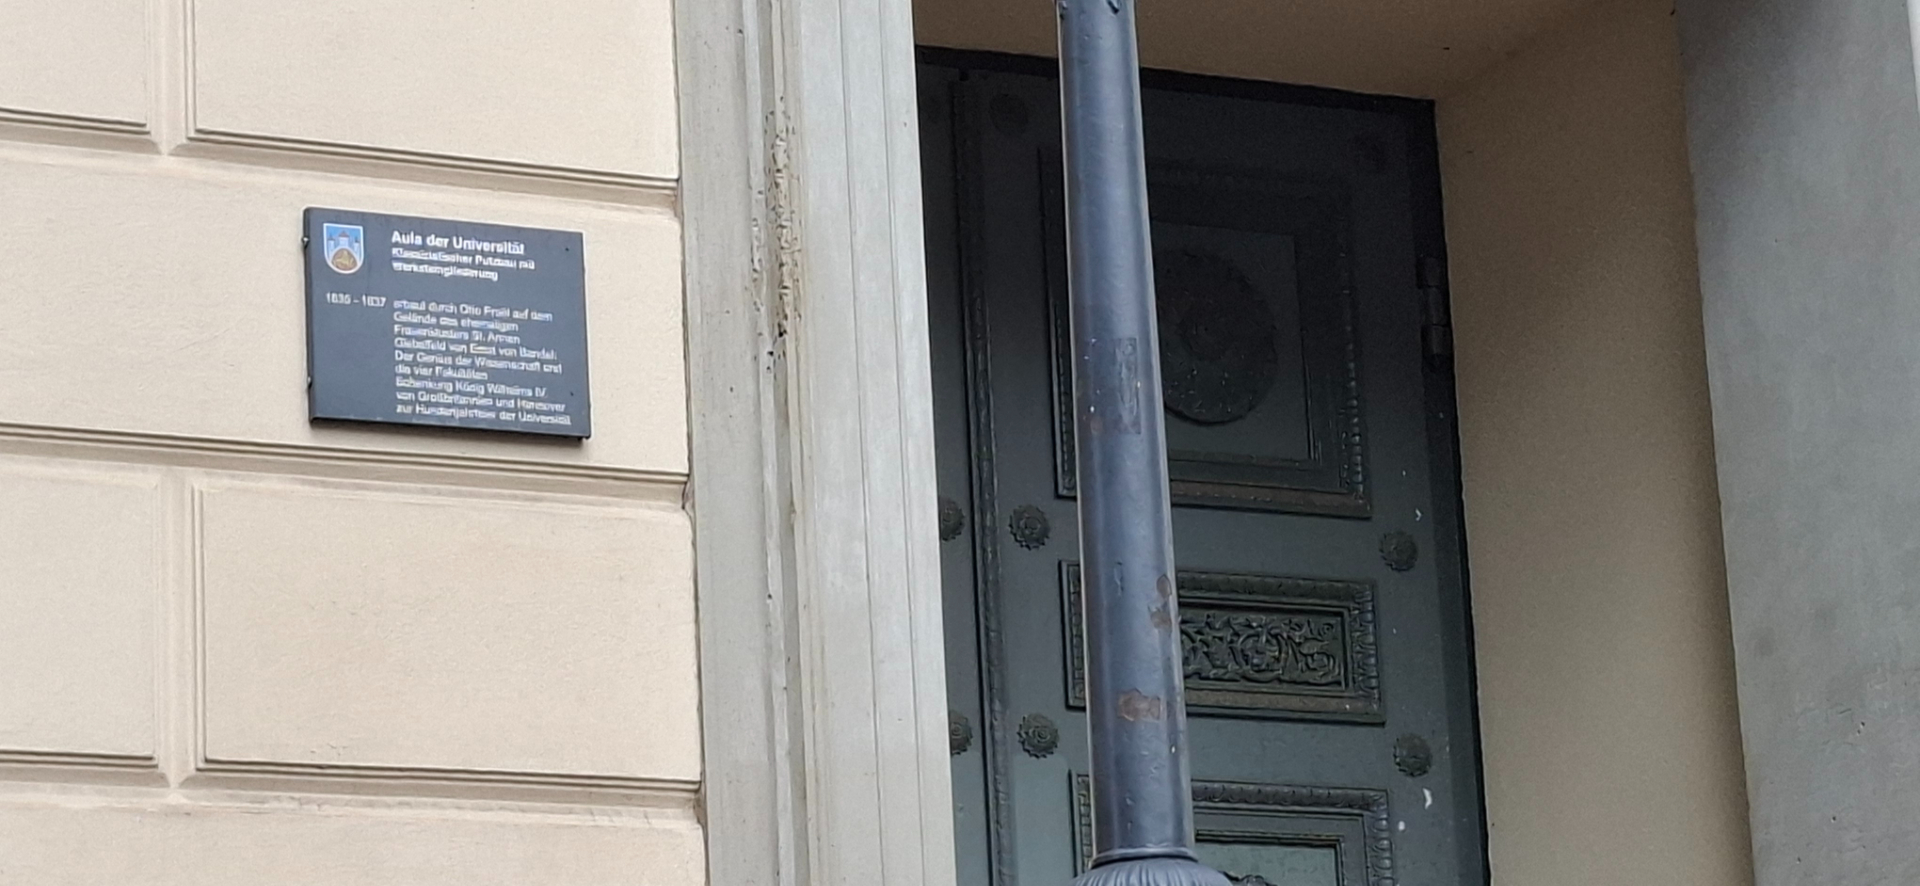 Aula der Universität
Klassizistischer Putzbau mit
Werksteingliederung
1835 - 1837 erbaut durch Otto Praël auf dem
Gelände des ehemaligen
Frauenklosters St. Annen
Giebelfeld von Ernst von Bandel:
Der Genius der Wissenschaft und
die vier Fakultäten
Schenkung König Wilhelms IV.
von Großbritannien und Hannover
zur Hundertjahrfeier der Universität